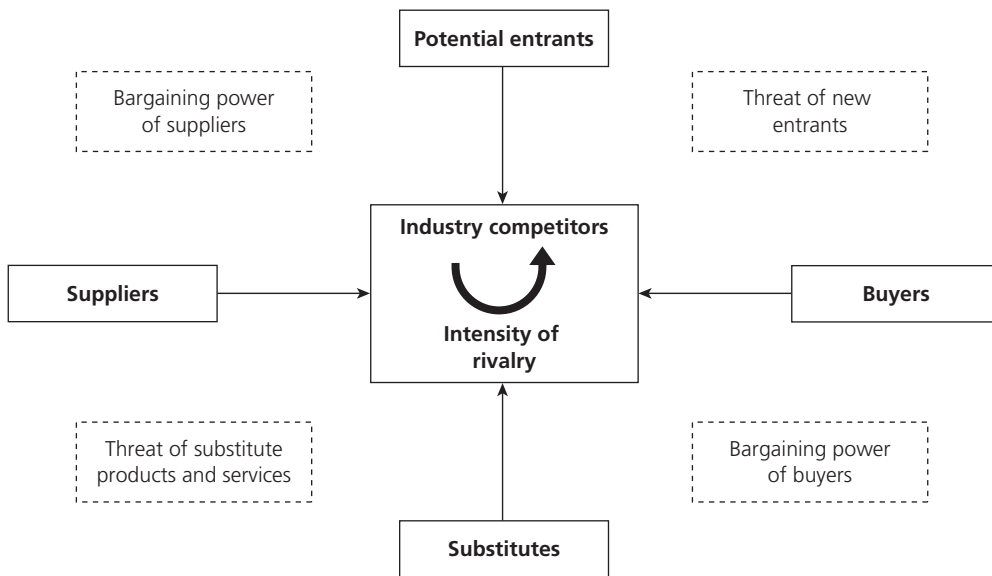 Potential entrants
Bargaining power
of suppliers
Threat of new
entrants
Industry competitors
Suppliers
Buyers
Intensity of
rivalry
Threat of substitute
products and services
Bargaining power
of buyers
Substitutes